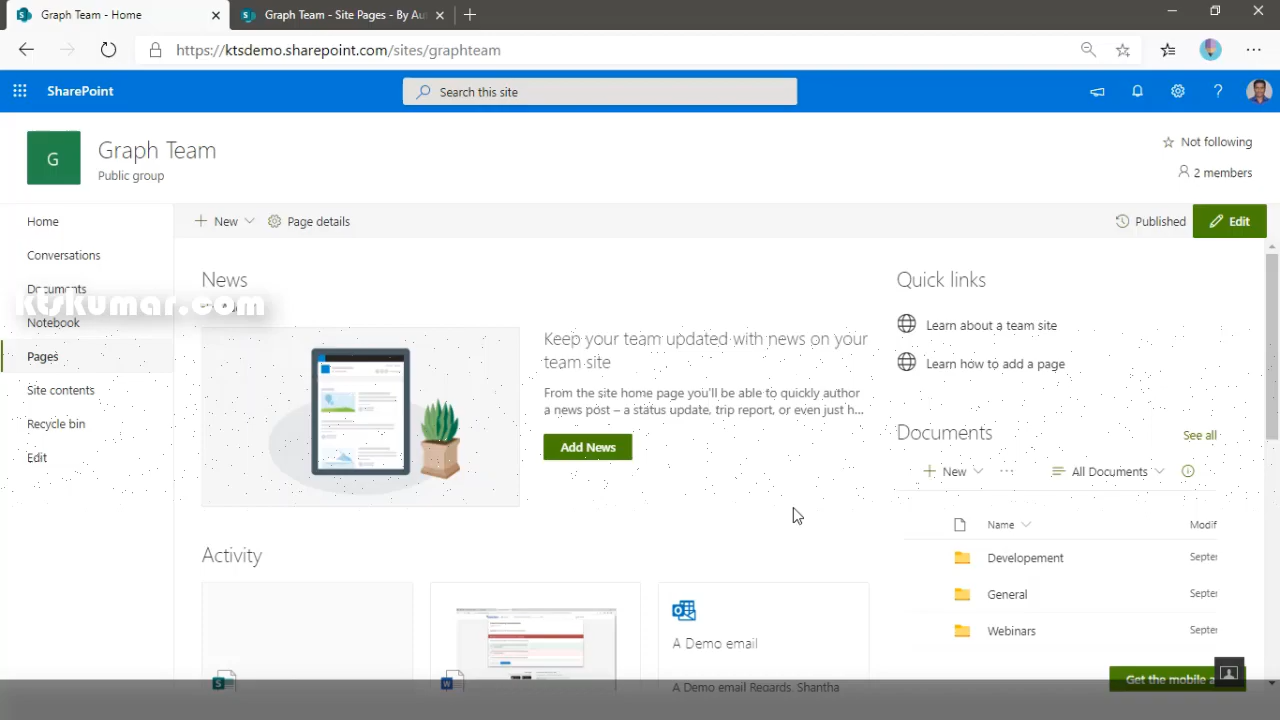 Graph Team - Home
Graph Team - Site Pages - By Au
https://ktsdemo.sharepoint.com/sites/graphteam
SharePoint
Search this site
G
Graph Team
Public group
Not following
2 members
Home
Conversations
Documents
Notebook
Pages
Site contents
Recycle bin
Edit
ktskumar.com
New
Page details
Published
Edit
News
Keep your team updated with news on your
team site
From the site home page you'll be able to quickly author
a news post – a status update, trip report, or even just h...
Add News
Quick links
Learn about a team site
Learn how to add a page
Documents
See all
New
All Documents
Name
Modif
Developement
Septer
General
Septer
Webinars
Septer
Activity
A Demo email
A Demo email Regards, Shantha
Get the mobile a